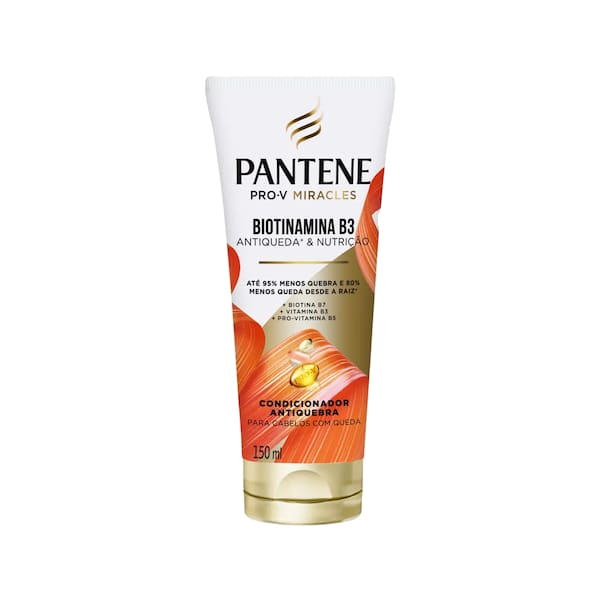 PANTENE
PRO-V MIRACLES
BIOTINAMINA B3
ANTIQUEDA* & NUTRIÇÃO
ATÉ 95% MENOS QUEBRA E 80%
MENOS QUEDA DESDE A RAIZ*
+ BIOTINA B7
+ VITAMINA B3
+ PRO-VITAMINA B5
CONDICIONADOR
ANTIQUEBRA
PARA CABELOS COM QUEDA
150 ml